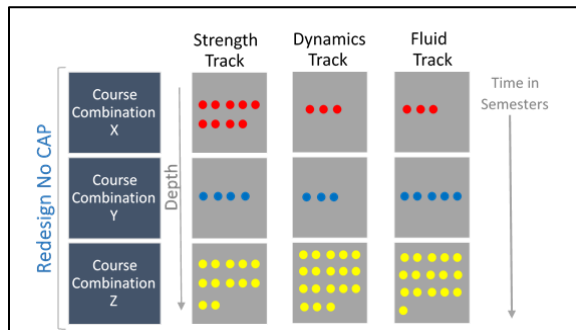 Strength
Track
Dynamics
Track
Fluid
Track
Time in
Semesters
Redesign No CAP
Course
Combination
X
Depth
Course
Combination
Y
Course
Combination
Z